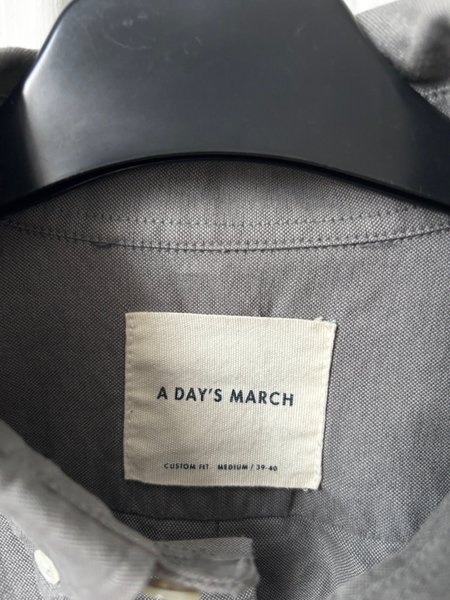 A DAY'S MARCH
CUSTOM FIT MEDIUM / 39-40